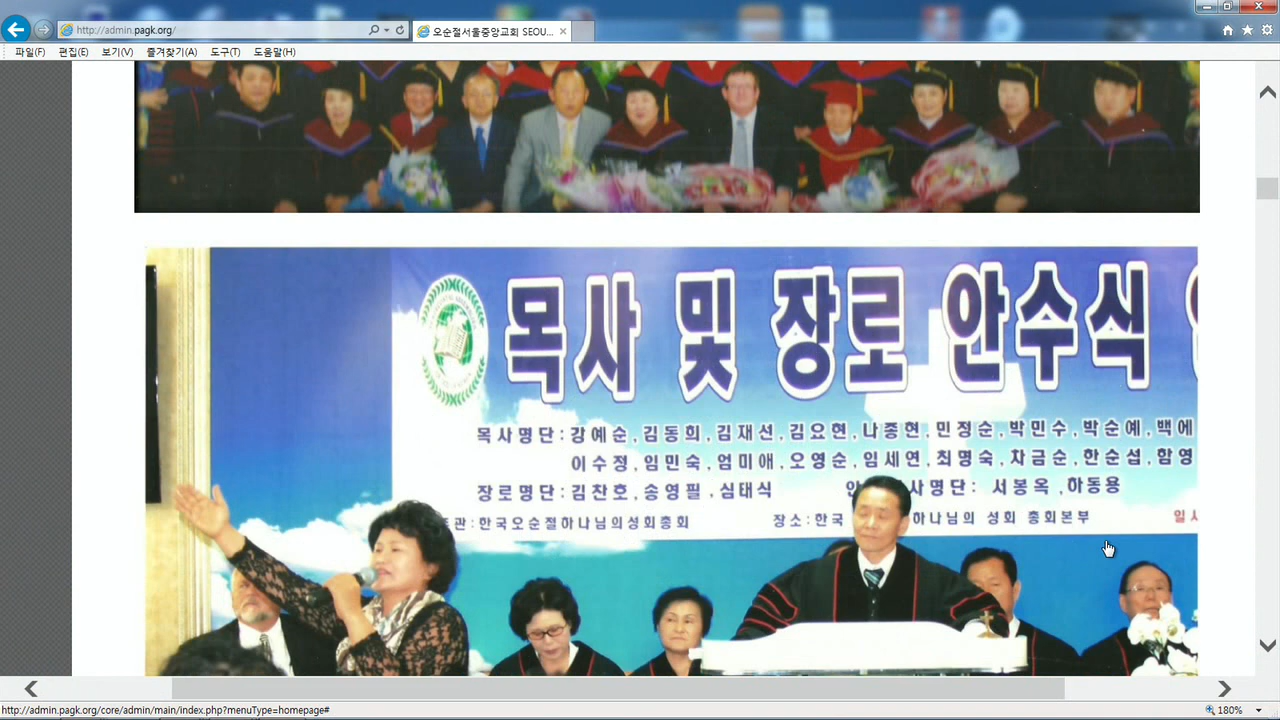 http://admin.pagk.org/
오순절서울중앙교회 SEOU...
파일(F) 편집(E) 보기(V) 즐겨찾기(A) 도구(T) 도움말(H)
목사 및 장로 안수식
목사명단:강예순,김동희,김재선,김요현,나종현,민정순,박민수,박순예,백에
이수정,임민숙,엄미애,오영순,임세연,최명숙,차금순,한순섭,함영
장로명단:김찬호,송영필,심태식 사명단: 서봉옥,하동용
관:한국오순절하나님의성회총회 장소:한국 하나님의 성회 총회본부 일시
http://admin.pagk.org/core/admin/main/index.php?menuType=homepage#
180%